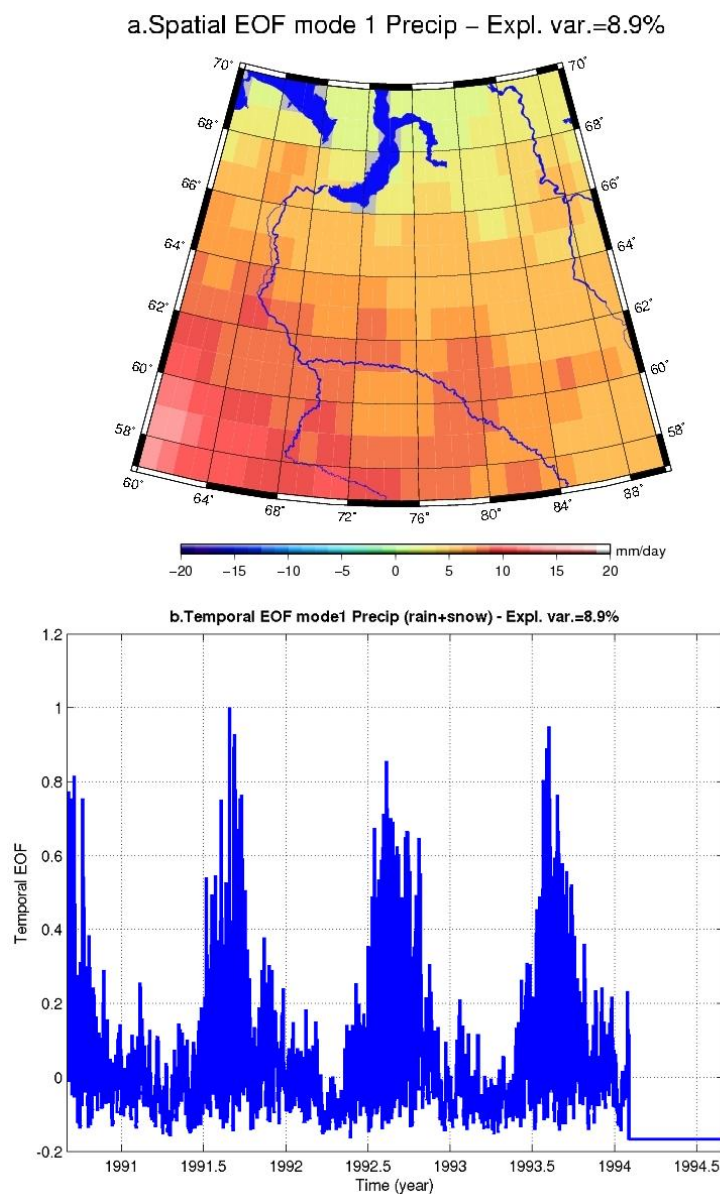 a.Spatial EOF mode 1 Precip – Expl. var.=8.9%
70° 70°
68° 68°
66° 66°
64° 64°
62° 62°
60° 60°
58° 58°
60° 64° 68° 72° 76° 80° 84° 88°
mm/day
−20 −15 −10 −5 0 5 10 15 20
b.Temporal EOF mode1 Precip (rain+snow) - Expl. var.=8.9%
1.2
1
0.8
0.6
0.4
0.2
0
-0.2
Temporal EOF
1991 1991.5 1992 1992.5 1993 1993.5 1994 1994.5
Time (year)